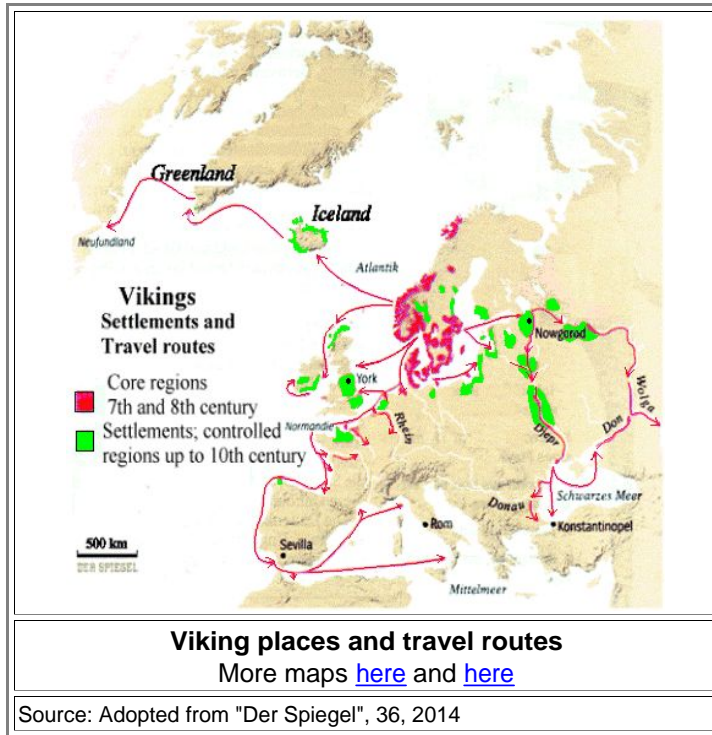 Greenland
Iceland
Neufundland
Atlantik
Vikings
Settlements and
Travel routes
Core regions
7th and 8th century
Settlements; controlled
regions up to 10th century
York
Nowgorod
Normandie
Rhein
Djepr
Don
Wolga
Donau
Schwarzes Meer
Rom
Konstantinopel
Sevilla
Mittelmeer
500 km
DER SPIEGEL
Viking places and travel routes
More maps here and here
Source: Adopted from "Der Spiegel", 36, 2014